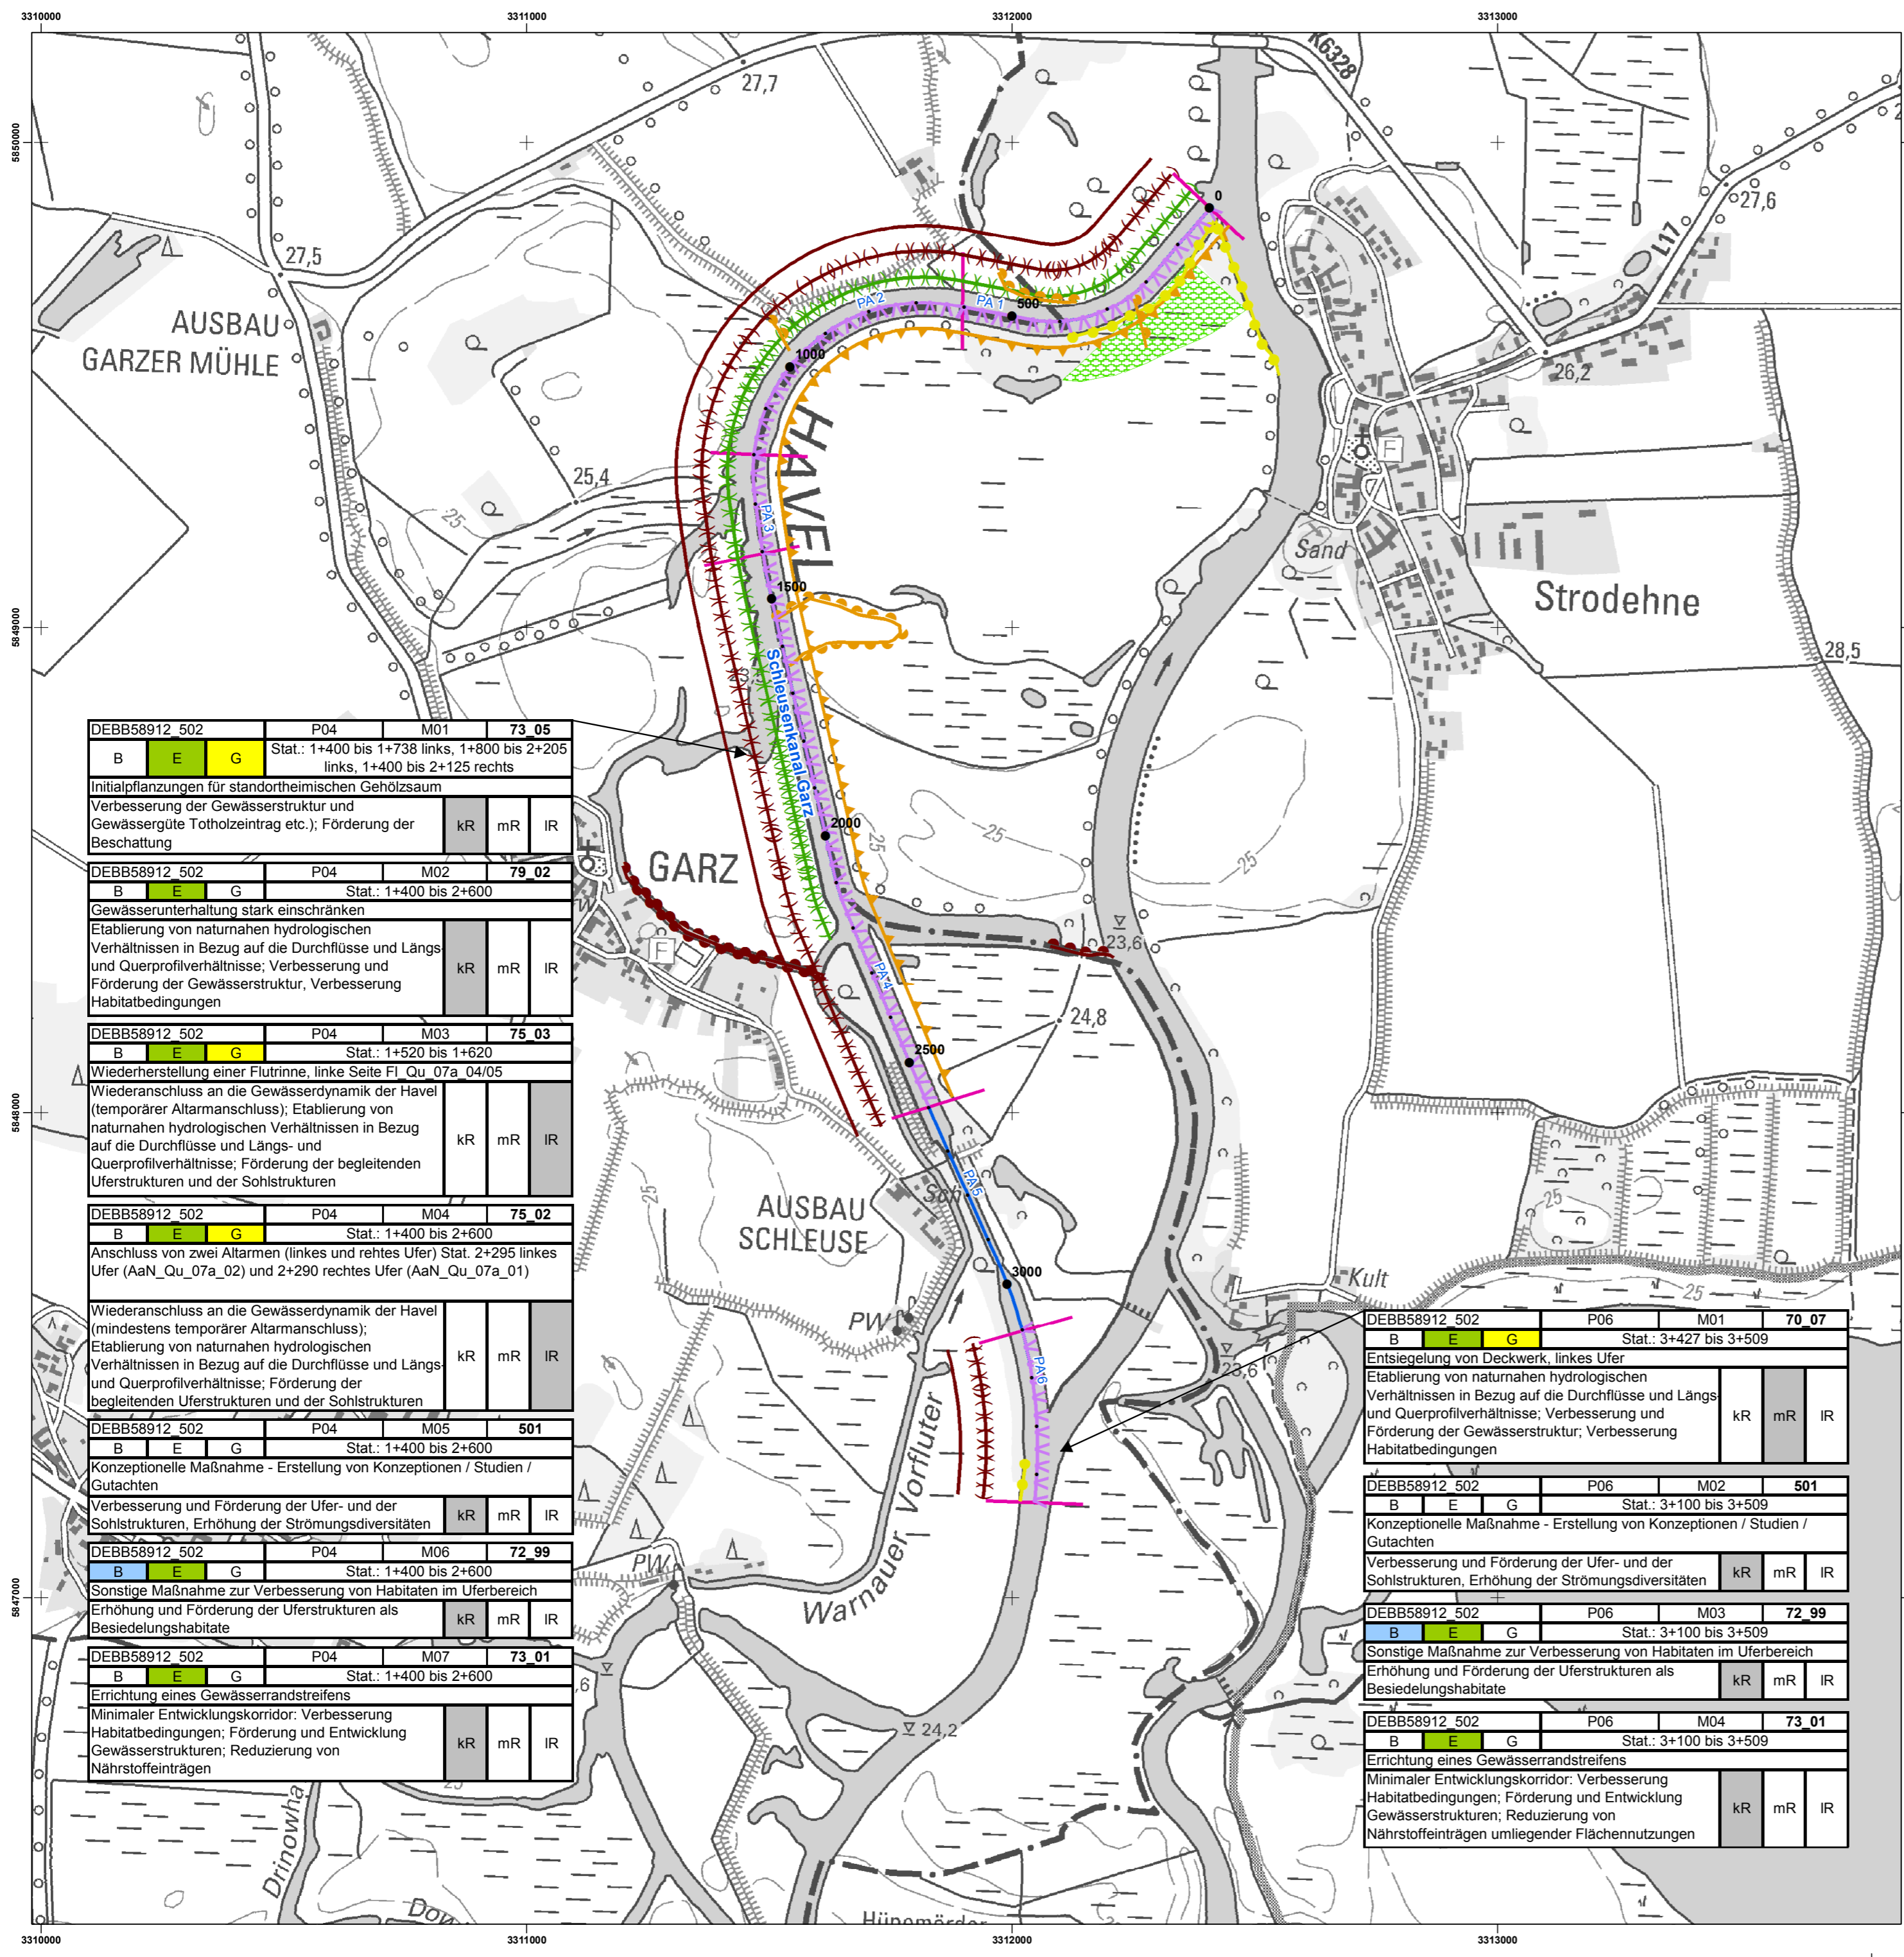 3310000 3311000 3312000 3313000
5850000
5849000
5848000
5847000
K6328
27,7
27,6
L17
27,5
0
AUSBAU
GARZER MÜHLE
PA 2
PA 1
500
1000
26,2
HAVEL
F
25,4
25
PA 3
Sand
1500
Strodehne
28,5
Schleusenkanal Garz
DEBB58912_502 P04 M01 73_05
B E G Stat.: 1+400 bis 1+738 links, 1+800 bis 2+205
links, 1+400 bis 2+125 rechts
Initialpflanzungen für standortheimischen Gehölzsaum
Verbesserung der Gewässerstruktur und
Gewässergüte Totholzeintrag etc.); Förderung der
Beschattung
kR mR lR
2000
25
25
25
GARZ
F
DEBB58912_502 P04 M02 79_02
B E G Stat.: 1+400 bis 2+600
Gewässerunterhaltung stark einschränken
Etablierung von naturnahen hydrologischen
Verhältnissen in Bezug auf die Durchflüsse und Längs-
und Querprofilverhältnisse; Verbesserung und
Förderung der Gewässerstruktur, Verbesserung
Habitatbedingungen
kR mR lR
23,6
PA 4
24,8
2500
DEBB58912_502 P04 M03 75_03
B E G Stat.: 1+520 bis 1+620
Wiederherstellung einer Flutrinne, linke Seite Fl_Qu_07a_04/05
Wiederanschluss an die Gewässerdynamik der Havel
(temporärer Altarmanschluss); Etablierung von
naturnahen hydrologischen Verhältnissen in Bezug
auf die Durchflüsse und Längs- und
Querprofilverhältnisse; Förderung der begleitenden
Uferstrukturen und der Sohlstrukturen
kR mR lR
25
PA 5
Sch
25
AUSBAU
SCHLEUSE
DEBB58912_502 P04 M04 75_02
B E G Stat.: 1+400 bis 2+600
Anschluss von zwei Altarmen (linkes und rehtes Ufer) Stat. 2+295 linkes
Ufer (AaN_Qu_07a_02) und 2+290 rechtes Ufer (AaN_Qu_07a_01)
Wiederanschluss an die Gewässerdynamik der Havel
(mindestens temporärer Altarmanschluss);
Etablierung von naturnahen hydrologischen
Verhältnissen in Bezug auf die Durchflüsse und Längs-
und Querprofilverhältnisse; Förderung der
begleitenden Uferstrukturen und der Sohlstrukturen
kR mR lR
3000
Kult
25
PW
23,6
PA 6
Warnauer Vorfluter
DEBB58912_502 P04 M05 501
B E G Stat.: 1+400 bis 2+600
Konzeptionelle Maßnahme - Erstellung von Konzeptionen / Studien /
Gutachten
Verbesserung und Förderung der Ufer- und der
Sohlstrukturen, Erhöhung der Strömungsdiversitäten
kR mR lR
DEBB58912_502 P04 M06 72_99
B E G Stat.: 1+400 bis 2+600
Sonstige Maßnahme zur Verbesserung von Habitaten im Uferbereich
Erhöhung und Förderung der Uferstrukturen als
Besiedelungshabitate
kR mR lR
PW
DEBB58912_502 P04 M07 73_01
B E G Stat.: 1+400 bis 2+600
Errichtung eines Gewässerrandstreifens
Minimaler Entwicklungskorridor: Verbesserung
Habitatbedingungen; Förderung und Entwicklung
Gewässerstrukturen; Reduzierung von
Nährstoffeinträgen
kR mR lR
24,2
DEBB58912_502 P06 M01 70_07
B E G Stat.: 3+427 bis 3+509
Entsiegelung von Deckwerk, linkes Ufer
Etablierung von naturnahen hydrologischen
Verhältnissen in Bezug auf die Durchflüsse und Längs-
und Querprofilverhältnisse; Verbesserung und
Förderung der Gewässerstruktur; Verbesserung
Habitatbedingungen
kR mR lR
DEBB58912_502 P06 M02 501
B E G Stat.: 3+100 bis 3+509
Konzeptionelle Maßnahme - Erstellung von Konzeptionen / Studien /
Gutachten
Verbesserung und Förderung der Ufer- und der
Sohlstrukturen, Erhöhung der Strömungsdiversitäten
kR mR lR
DEBB58912_502 P06 M03 72_99
B E G Stat.: 3+100 bis 3+509
Sonstige Maßnahme zur Verbesserung von Habitaten im Uferbereich
Erhöhung und Förderung der Uferstrukturen als
Besiedelungshabitate
kR mR lR
DEBB58912_502 P06 M04 73_01
B E G Stat.: 3+100 bis 3+509
Errichtung eines Gewässerrandstreifens
Minimaler Entwicklungskorridor: Verbesserung
Habitatbedingungen; Förderung und Entwicklung
Gewässerstrukturen; Reduzierung von
Nährstoffeinträgen umliegender Flächennutzungen
kR mR lR
25
Drinowha
3310000 3311000 3312000 3313000